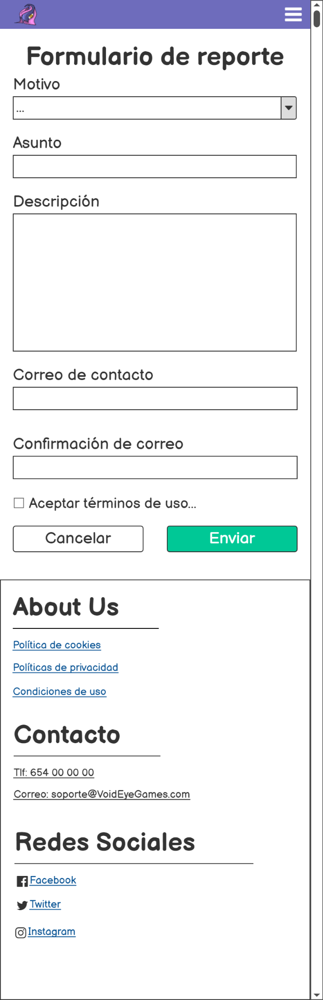 Formulario de reporte
Motivo
...
Asunto
Descripción
Correo de contacto
Confirmación de correo
Aceptar términos de uso...
Cancelar
Enviar
About Us
Política de cookies
Políticas de privacidad
Condiciones de uso
Contacto
Tlf: 654 00 00 00
Correo: soporte@VoidEyeGames.com
Redes Sociales
Facebook
Twitter
Instagram